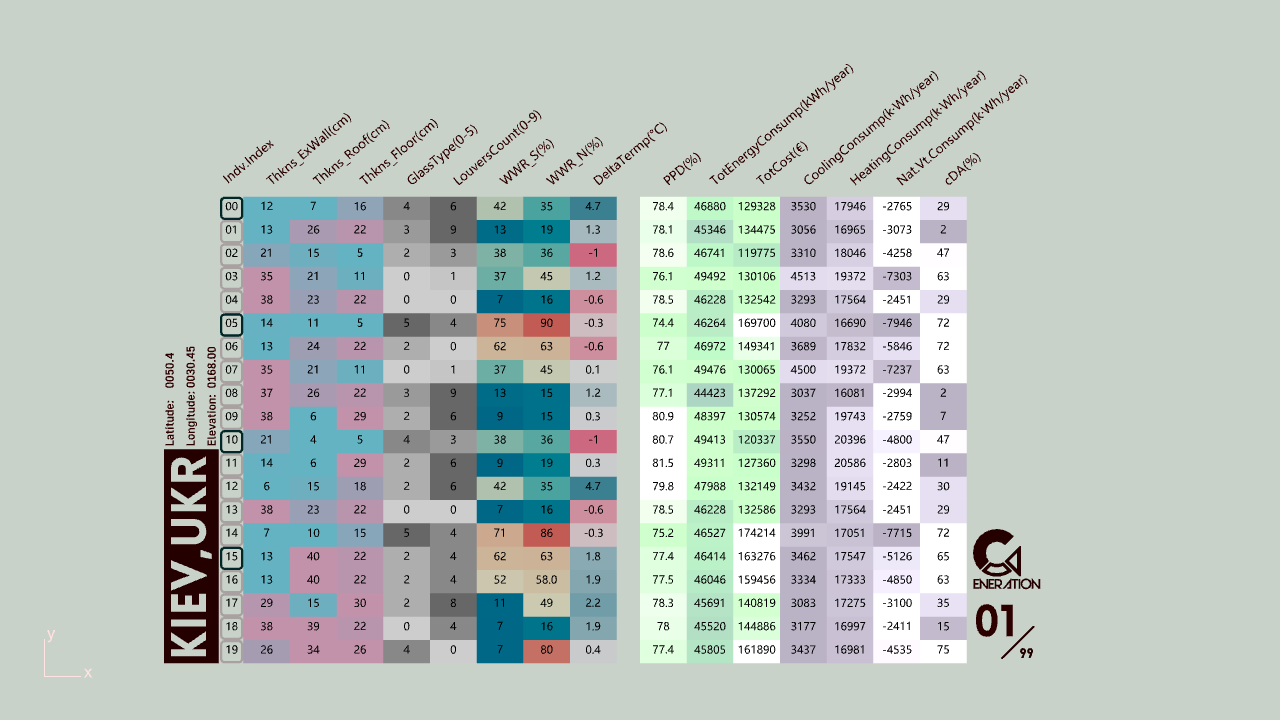 Indv.Index Thkns_ExWall(cm) Thkns_Roof(cm) Thkns_Floor(cm) GlassType(0-5) LouversCount(0-9) WWR_S(%) WWR_N(%) DeltaTermp(°C) PPD(%) TotEnergyConsump(kWh/year) TotCost(€) CoolingConsump(k·Wh/year) HeatingConsump(k·Wh/year) Nat.Vt.Consump(k·Wh/year) cDA(%)
00 12 7 16 4 6 42 35 4.7 78.4 46880 129328 3530 17946 -2765 29
01 13 26 22 3 9 13 19 1.3 78.1 45346 134475 3056 16965 -3073 2
02 21 15 5 2 3 38 36 -1 78.6 46741 119775 3310 18046 -4258 47
03 35 21 11 0 1 37 45 1.2 76.1 49492 130106 4513 19372 -7303 63
04 38 23 22 0 0 7 16 -0.6 78.5 46228 132542 3293 17564 -2451 29
05 14 11 5 5 4 75 90 -0.3 74.4 46264 169700 4080 16690 -7946 72
06 13 24 22 2 0 62 63 -0.6 77 46972 149341 3689 17832 -5846 72
07 35 21 11 0 1 37 45 0.1 76.1 49476 130065 4500 19372 -7237 63
08 37 26 22 3 9 13 15 1.2 77.1 44423 137292 3037 16081 -2994 2
09 38 6 29 2 6 9 15 0.3 80.9 48397 130574 3252 19743 -2759 7
10 21 4 5 4 3 38 36 -1 80.7 49413 120337 3550 20396 -4800 47
11 14 6 29 2 6 9 19 0.3 81.5 49311 127360 3298 20586 -2803 11
12 6 15 18 2 6 42 35 4.7 79.8 47988 132149 3432 19145 -2422 30
13 38 23 22 0 0 7 16 -0.6 78.5 46228 132586 3293 17564 -2451 29
14 7 10 15 5 4 71 86 -0.3 75.2 46527 174214 3991 17051 -7715 72
15 13 40 22 2 4 62 63 1.8 77.4 46414 163276 3462 17547 -5126 65
16 13 40 22 2 4 52 58.0 1.9 77.5 46046 159456 3334 17333 -4850 63
17 29 15 30 2 8 11 49 2.2 78.3 45691 140819 3083 17275 -3100 35
18 38 39 22 0 4 7 16 1.9 78 45520 144886 3177 16997 -2411 15
19 26 34 26 4 0 7 80 0.4 77.4 45805 161890 3437 16981 -4535 75
Latitude: 0050.4
Longitude: 0030.45
Elevation: 0168.00
KIEV,UKR
G
ENERATION
01/99
y
x